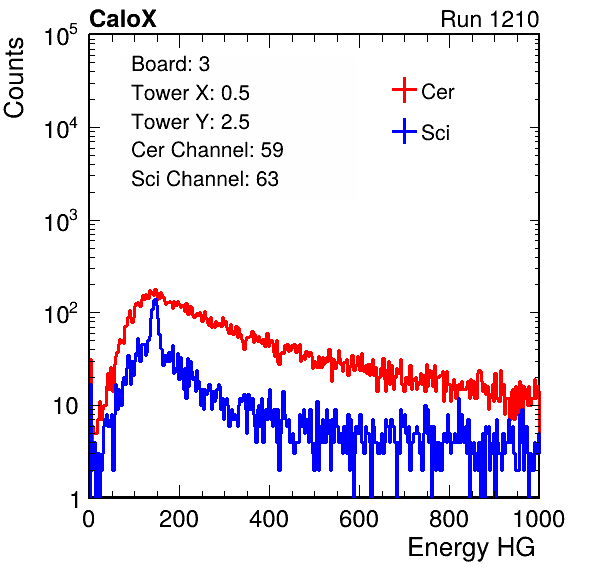 CaloX Run 1210
10^5
Counts
Board: 3
Tower X: 0.5
Tower Y: 2.5
Cer Channel: 59
Sci Channel: 63
Cer
Sci
10^4
10^3
10^2
10
1
0 200 400 600 800 1000
Energy HG